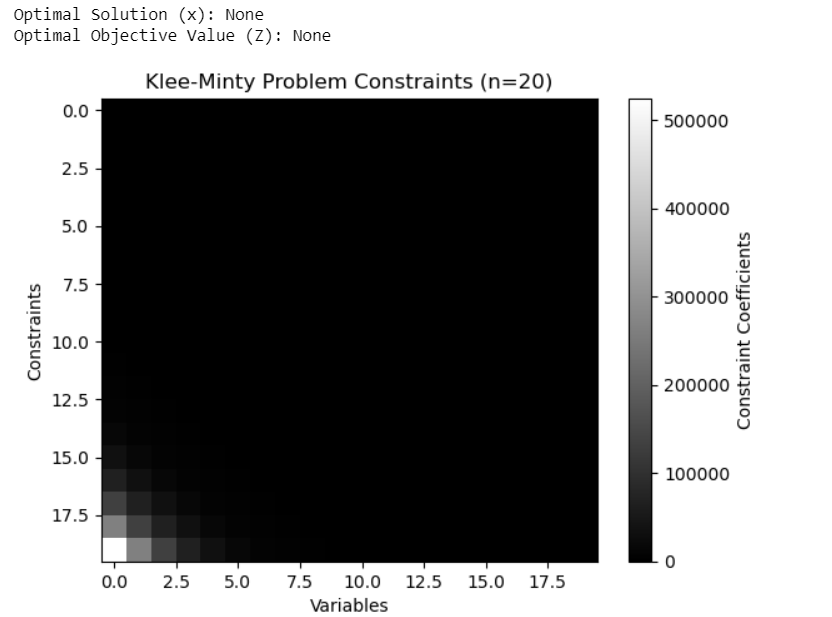 Optimal Solution (x): None
Optimal Objective Value (Z): None
Klee-Minty Problem Constraints (n=20)
0.0
2.5
5.0
7.5
10.0
12.5
15.0
17.5
Constraints
0.0 2.5 5.0 7.5 10.0 12.5 15.0 17.5
Variables
500000
400000
300000
200000
100000
0
Constraint Coefficients